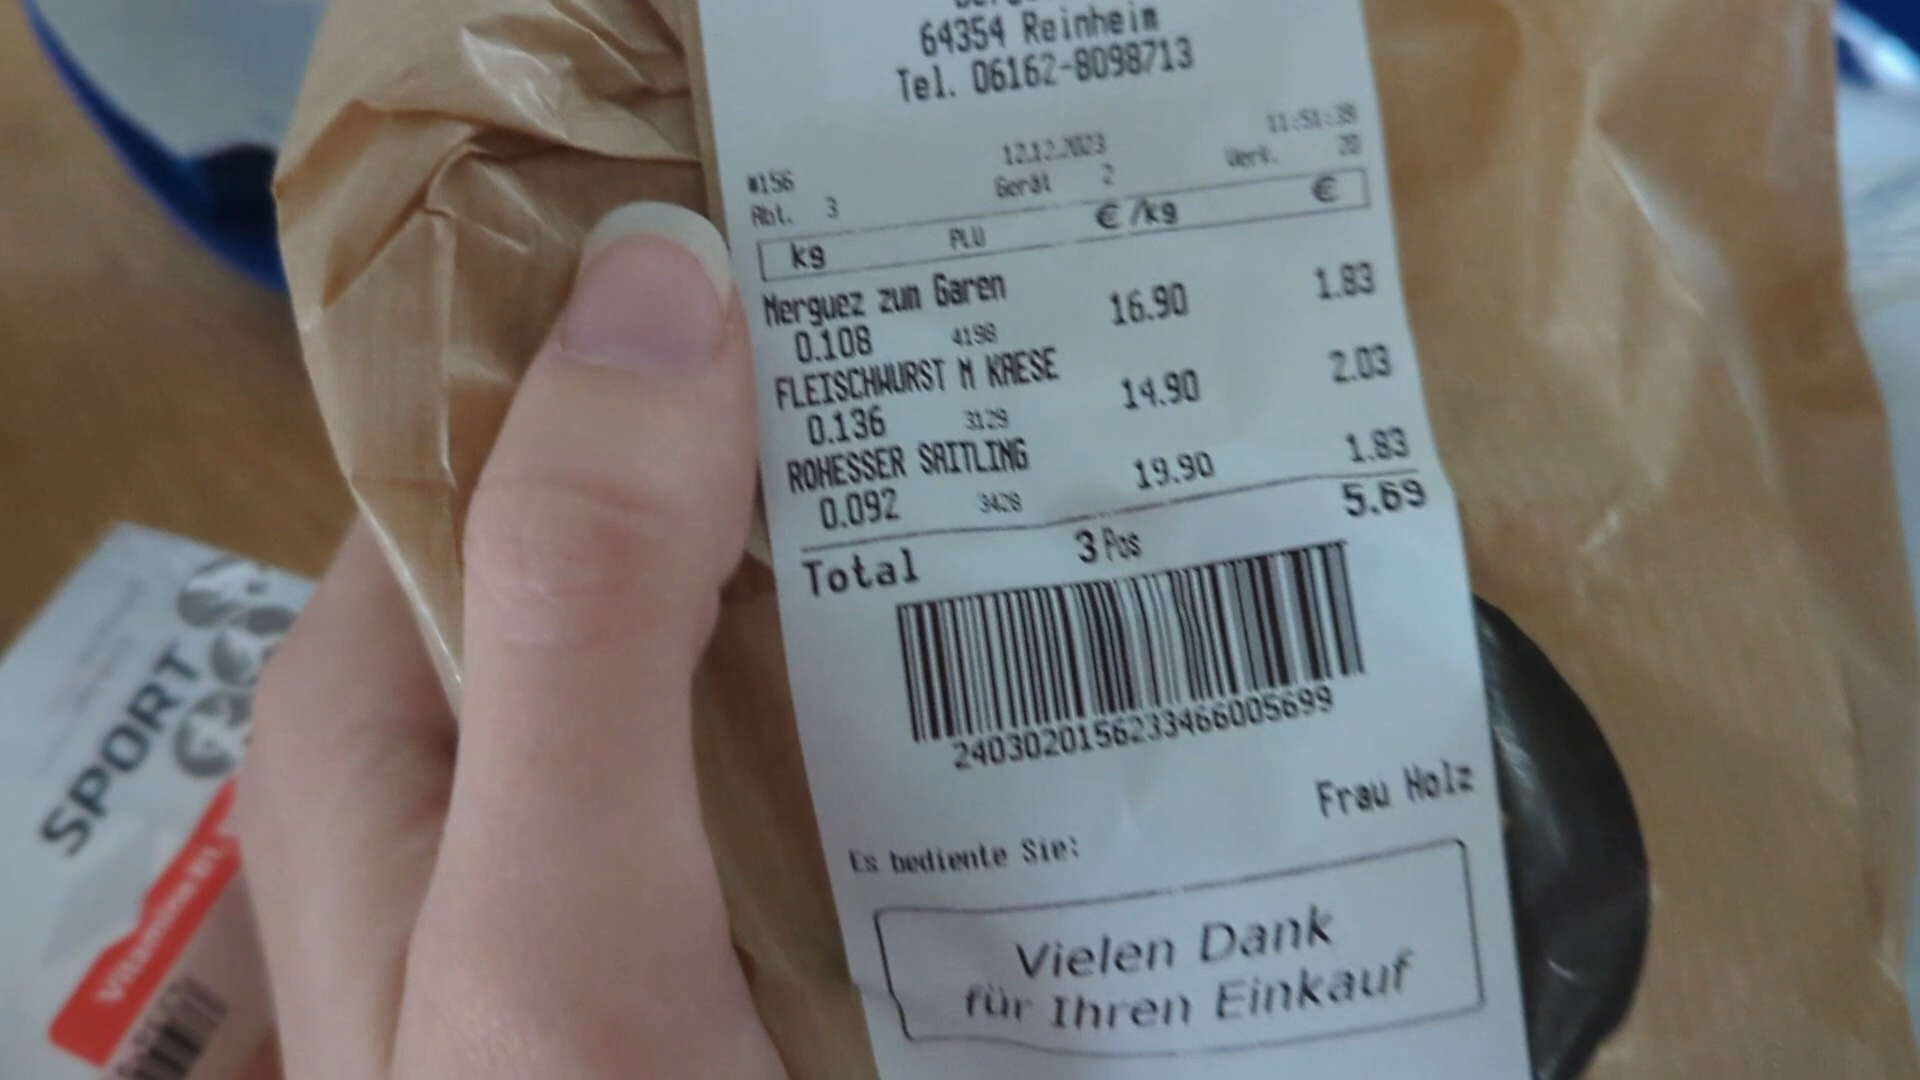 64354 Reinheim
Tel. 06162-8098713
12.12.2023 11:51:39
#156 Gerät 2 Verk. 20
Abt. 3
kg PLU €/kg €
Merguez zum Garen
0.108 4198 16.90 1.83
FLEISCHWURST M KAESE
0.136 3129 14.90 2.03
ROHESSER SAITLING
0.092 3428 19.90 1.83
Total 3 Pos 5.69
2403020156233466005699
Frau Holz
Es bediente Sie:
Vielen Dank
für Ihren Einkauf
SPORT